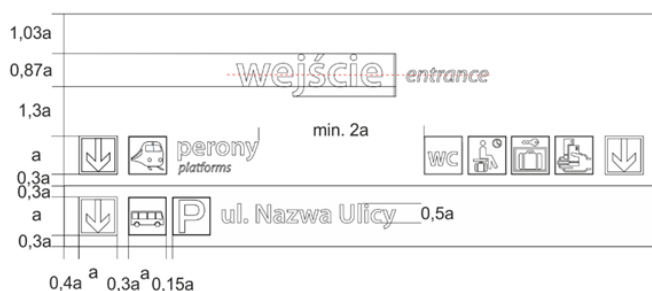 1,03a
0,87a
wejście entrance
1,3a
min. 2a
a
perony
platforms
WC
0,3a
0,3a
a
P ul. Nazwa Ulicy 0,5a
0,3a
0,4a a 0,3a a 0,15a